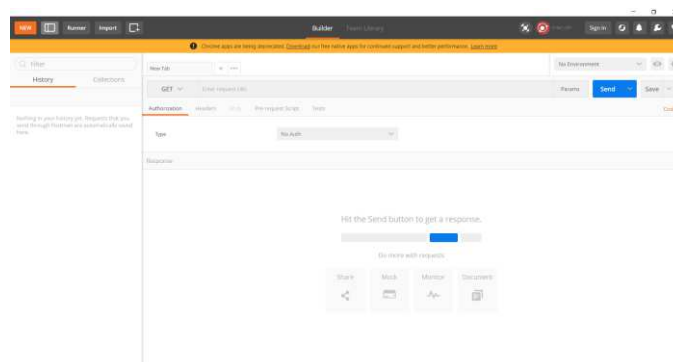 NEW Runner Import Builder Team Library Sign In
Chrome apps are being deprecated. Download our free native apps for continued support and better performance. Learn more
Filter
History Collections
Nothing in your history yet. Requests that you
send through Postman are automatically saved
here.
New Tab No Environment
GET Enter request URL Params Send Save
Authorization Headers Body Pre-request Script Tests
Type No Auth
Response
Hit the Send button to get a response.
Do more with requests
Share Mock Monitor Document